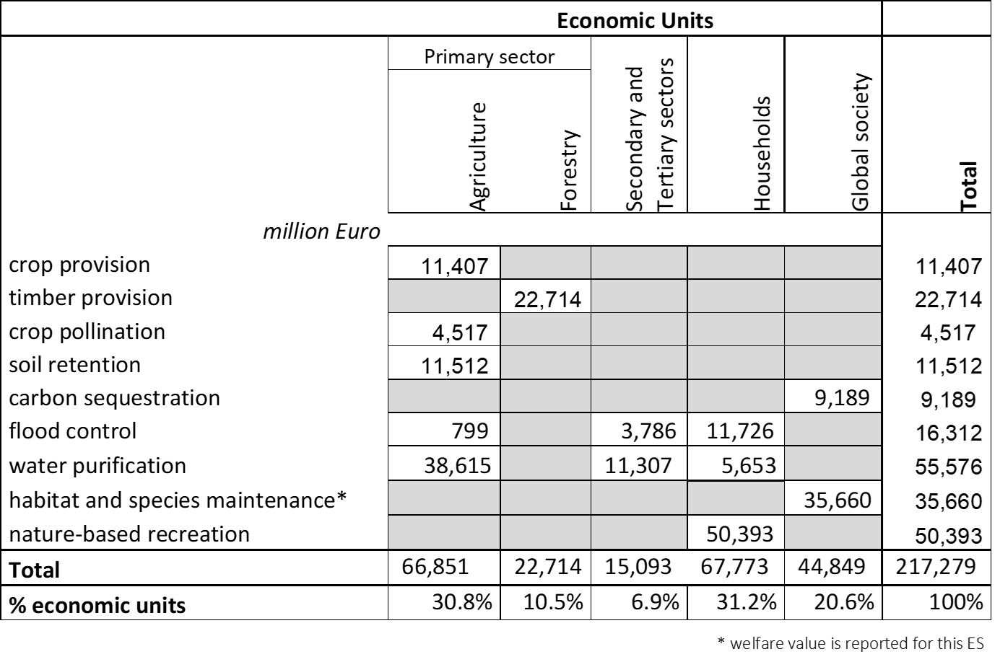 Economic Units
Primary sector
Agriculture
Forestry
Secondary and
Tertiary sectors
Households
Global society
Total
million Euro
crop provision 11,407 11,407
timber provision 22,714 22,714
crop pollination 4,517 4,517
soil retention 11,512 11,512
carbon sequestration 9,189 9,189
flood control 799 3,786 11,726 16,312
water purification 38,615 11,307 5,653 55,576
habitat and species maintenance* 35,660 35,660
nature-based recreation 50,393 50,393
Total 66,851 22,714 15,093 67,773 44,849 217,279
% economic units 30.8% 10.5% 6.9% 31.2% 20.6% 100%
* welfare value is reported for this ES